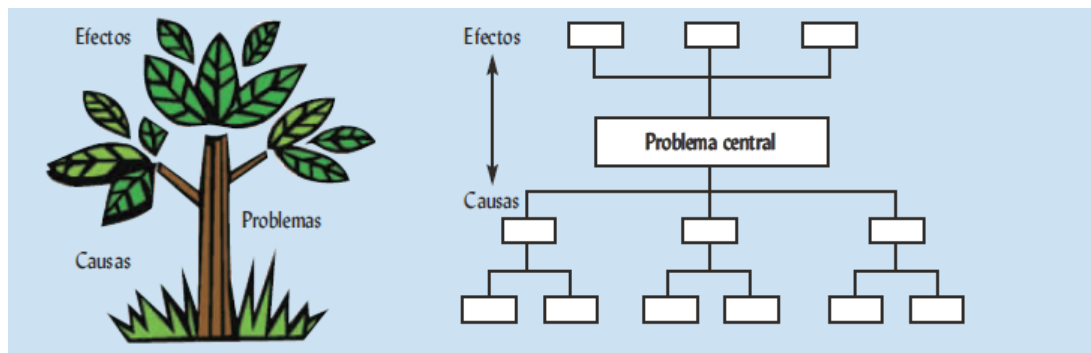 Efectos
Problemas
Causas
Efectos
Problema central
Causas